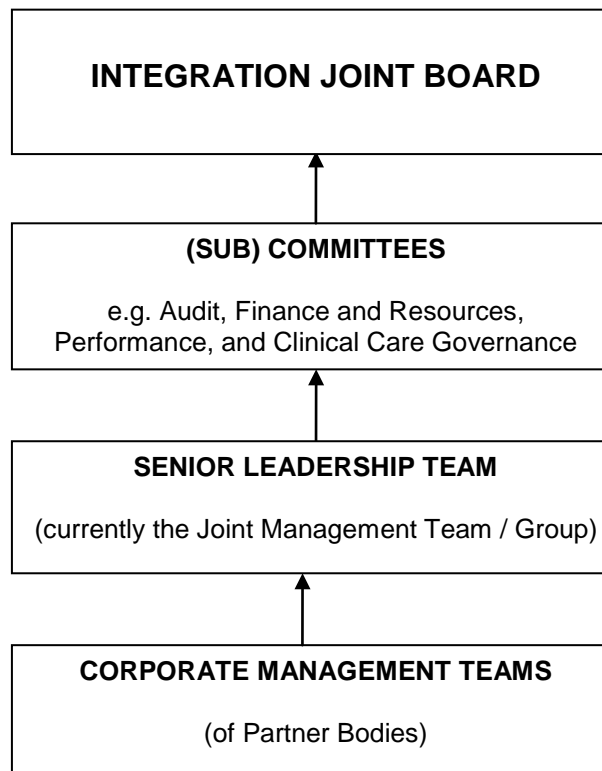 INTEGRATION JOINT BOARD
(SUB) COMMITTEES
e.g. Audit, Finance and Resources,
Performance, and Clinical Care Governance
SENIOR LEADERSHIP TEAM
(currently the Joint Management Team / Group)
CORPORATE MANAGEMENT TEAMS
(of Partner Bodies)